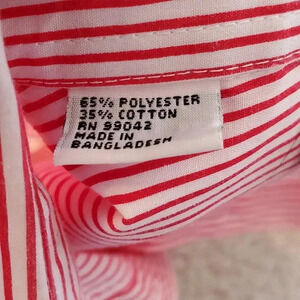 65% POLYESTER
35% COTTON
RN 99042
MADE IN
BANGLADESH